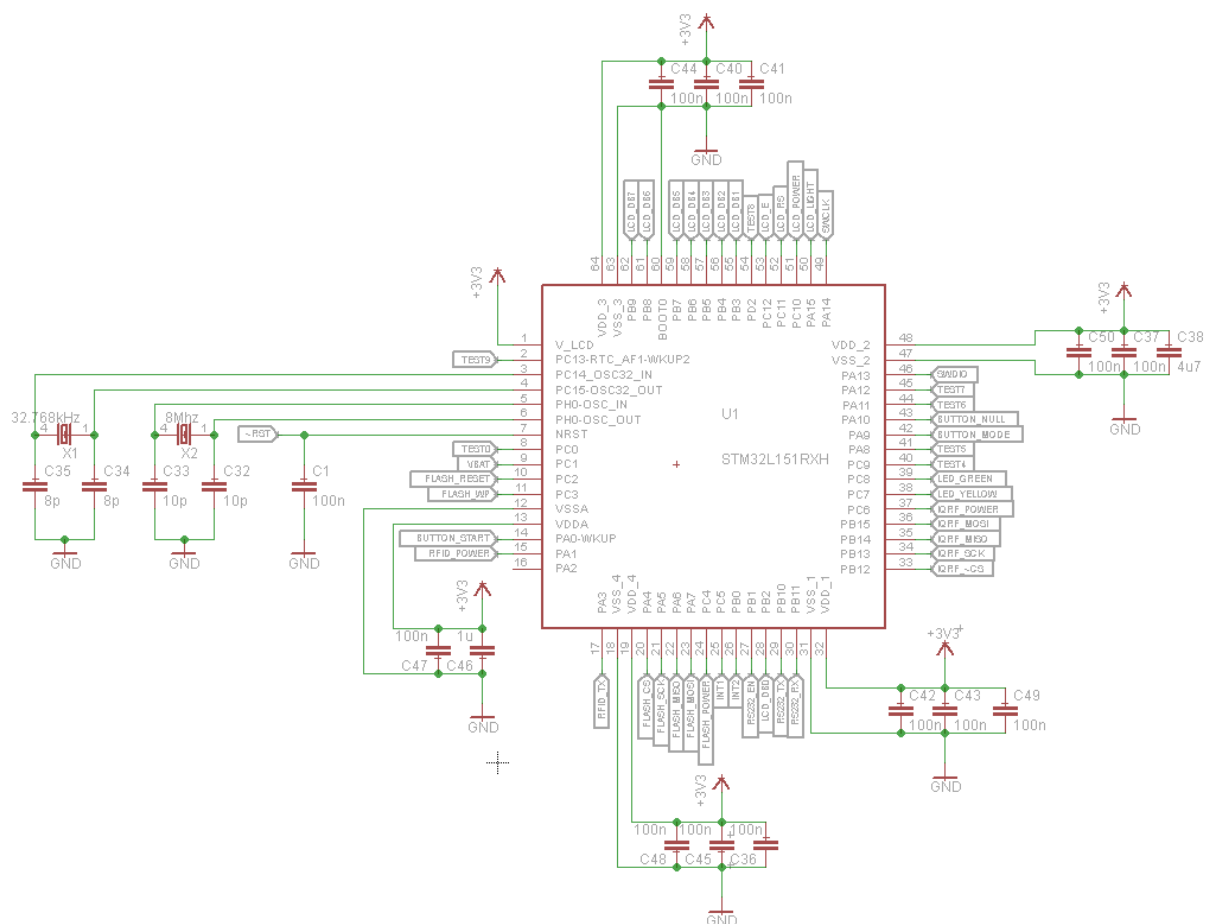 +3V3
C44 C40 C41
100n 100n 100n
GND
LCD_DB7
LCD_DB6
LCD_DB5
LCD_DB4
LCD_DB3
LCD_DB2
LCD_DB1
TEST8
LCD_E
LCD_RS
LCD_POWER
LCD_LIGHT
SWCLK
64 63 62 61 60 59 58 57 56 55 54 53 52 51 50 49
VDD_3
VSS_3
PB9
PB8
BOOT0
PB7
PB6
PB5
PB4
PB3
PD2
PC12
PC11
PC10
PA15
PA14
+3V3
1 V_LCD
TEST9 2 PC13-RTC_AF1-WKUP2
3 PC14_OSC32_IN
4 PC15-OSC32_OUT
5 PH0-OSC_IN
6 PH0-OSC_OUT
~RST 7 NRST
TEST0 8 PC0
VBAT 9 PC1
FLASH_RESET 10 PC2
FLASH_WP 11 PC3
12 VSSA
13 VDDA
BUTTON_START 14 PA0-WKUP
RFID_POWER 15 PA1
16 PA2
32.768kHz 8Mhz
4 1 4 1
X1 X2
C35 C34 C33 C32 C1
8p 8p 10p 10p 100n
GND GND GND
U1
STM32L151RXH
VDD_2 48
VSS_2 47
PA13 46 SWDIO
PA12 45 TEST7
PA11 44 TEST6
PA10 43 BUTTON_NULL
PA9 42 BUTTON_MODE
PA8 41 TEST5
PC9 40 TEST4
PC8 39 LED_GREEN
PC7 38 LED_YELLOW
PC6 37 IQRF_POWER
PB15 36 IQRF_MOSI
PB14 35 IQRF_MISO
PB13 34 IQRF_SCK
PB12 33 IQRF_~CS
+3V3
C50 C37 C38
100n 100n 4u7
GND
PA3
VSS_4
VDD_4
PA4
PA5
PA6
PA7
PC4
PC5
PB0
PB1
PB2
PB10
PB11
VSS_1
VDD_1
17 18 19 20 21 22 23 24 25 26 27 28 29 30 31 32
RFID_TX
FLASH_CS
FLASH_SCK
FLASH_MISO
FLASH_MOSI
FLASH_POWER
INT1
INT2
RS232_EN
LCD_DB0
RS232_TX
RS232_RX
+3V3
100n 1u
C47 C46
GND
+3V3
C42 C43 C49
100n 100n 100n
GND
+3V3
100n 100n 100n
C48 C45 C36
GND